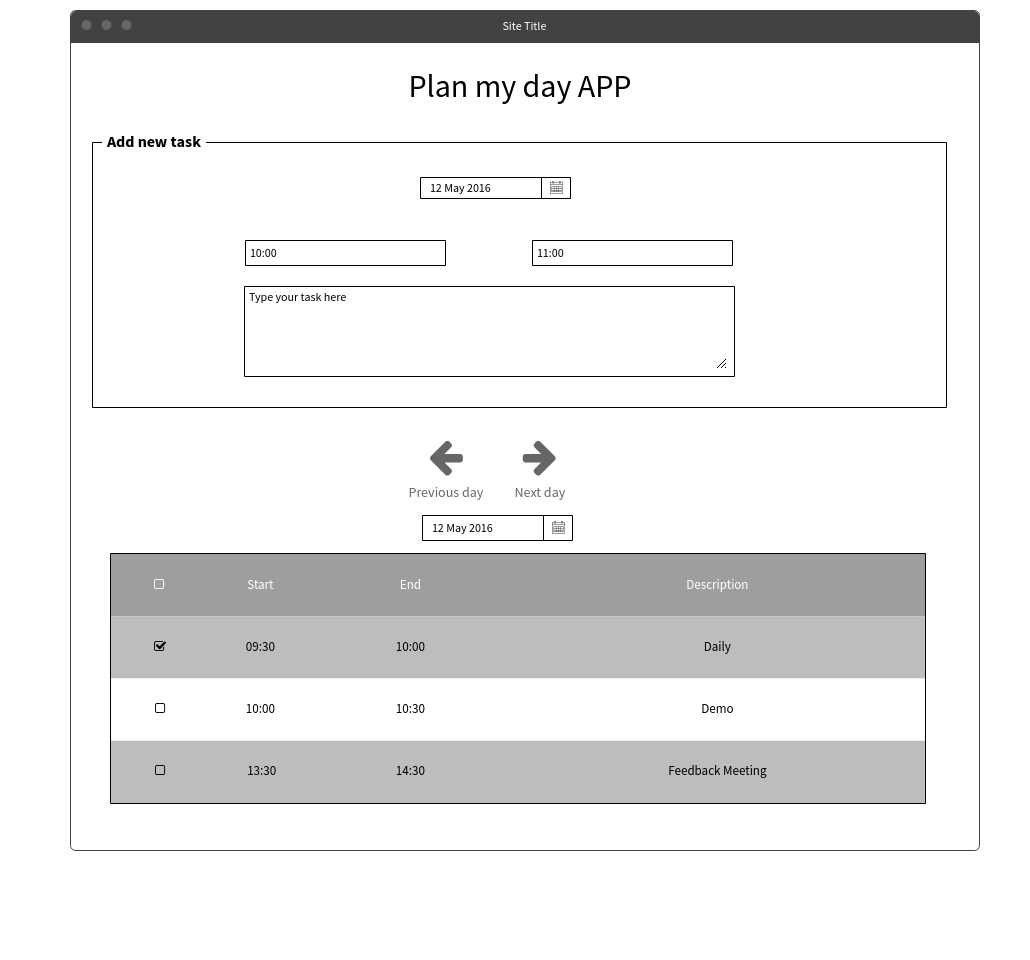 Site Title
Plan my day APP
Add new task
12 May 2016
10:00 11:00
Type your task here
Previous day Next day
12 May 2016
Start End Description
09:30 10:00 Daily
10:00 10:30 Demo
13:30 14:30 Feedback Meeting